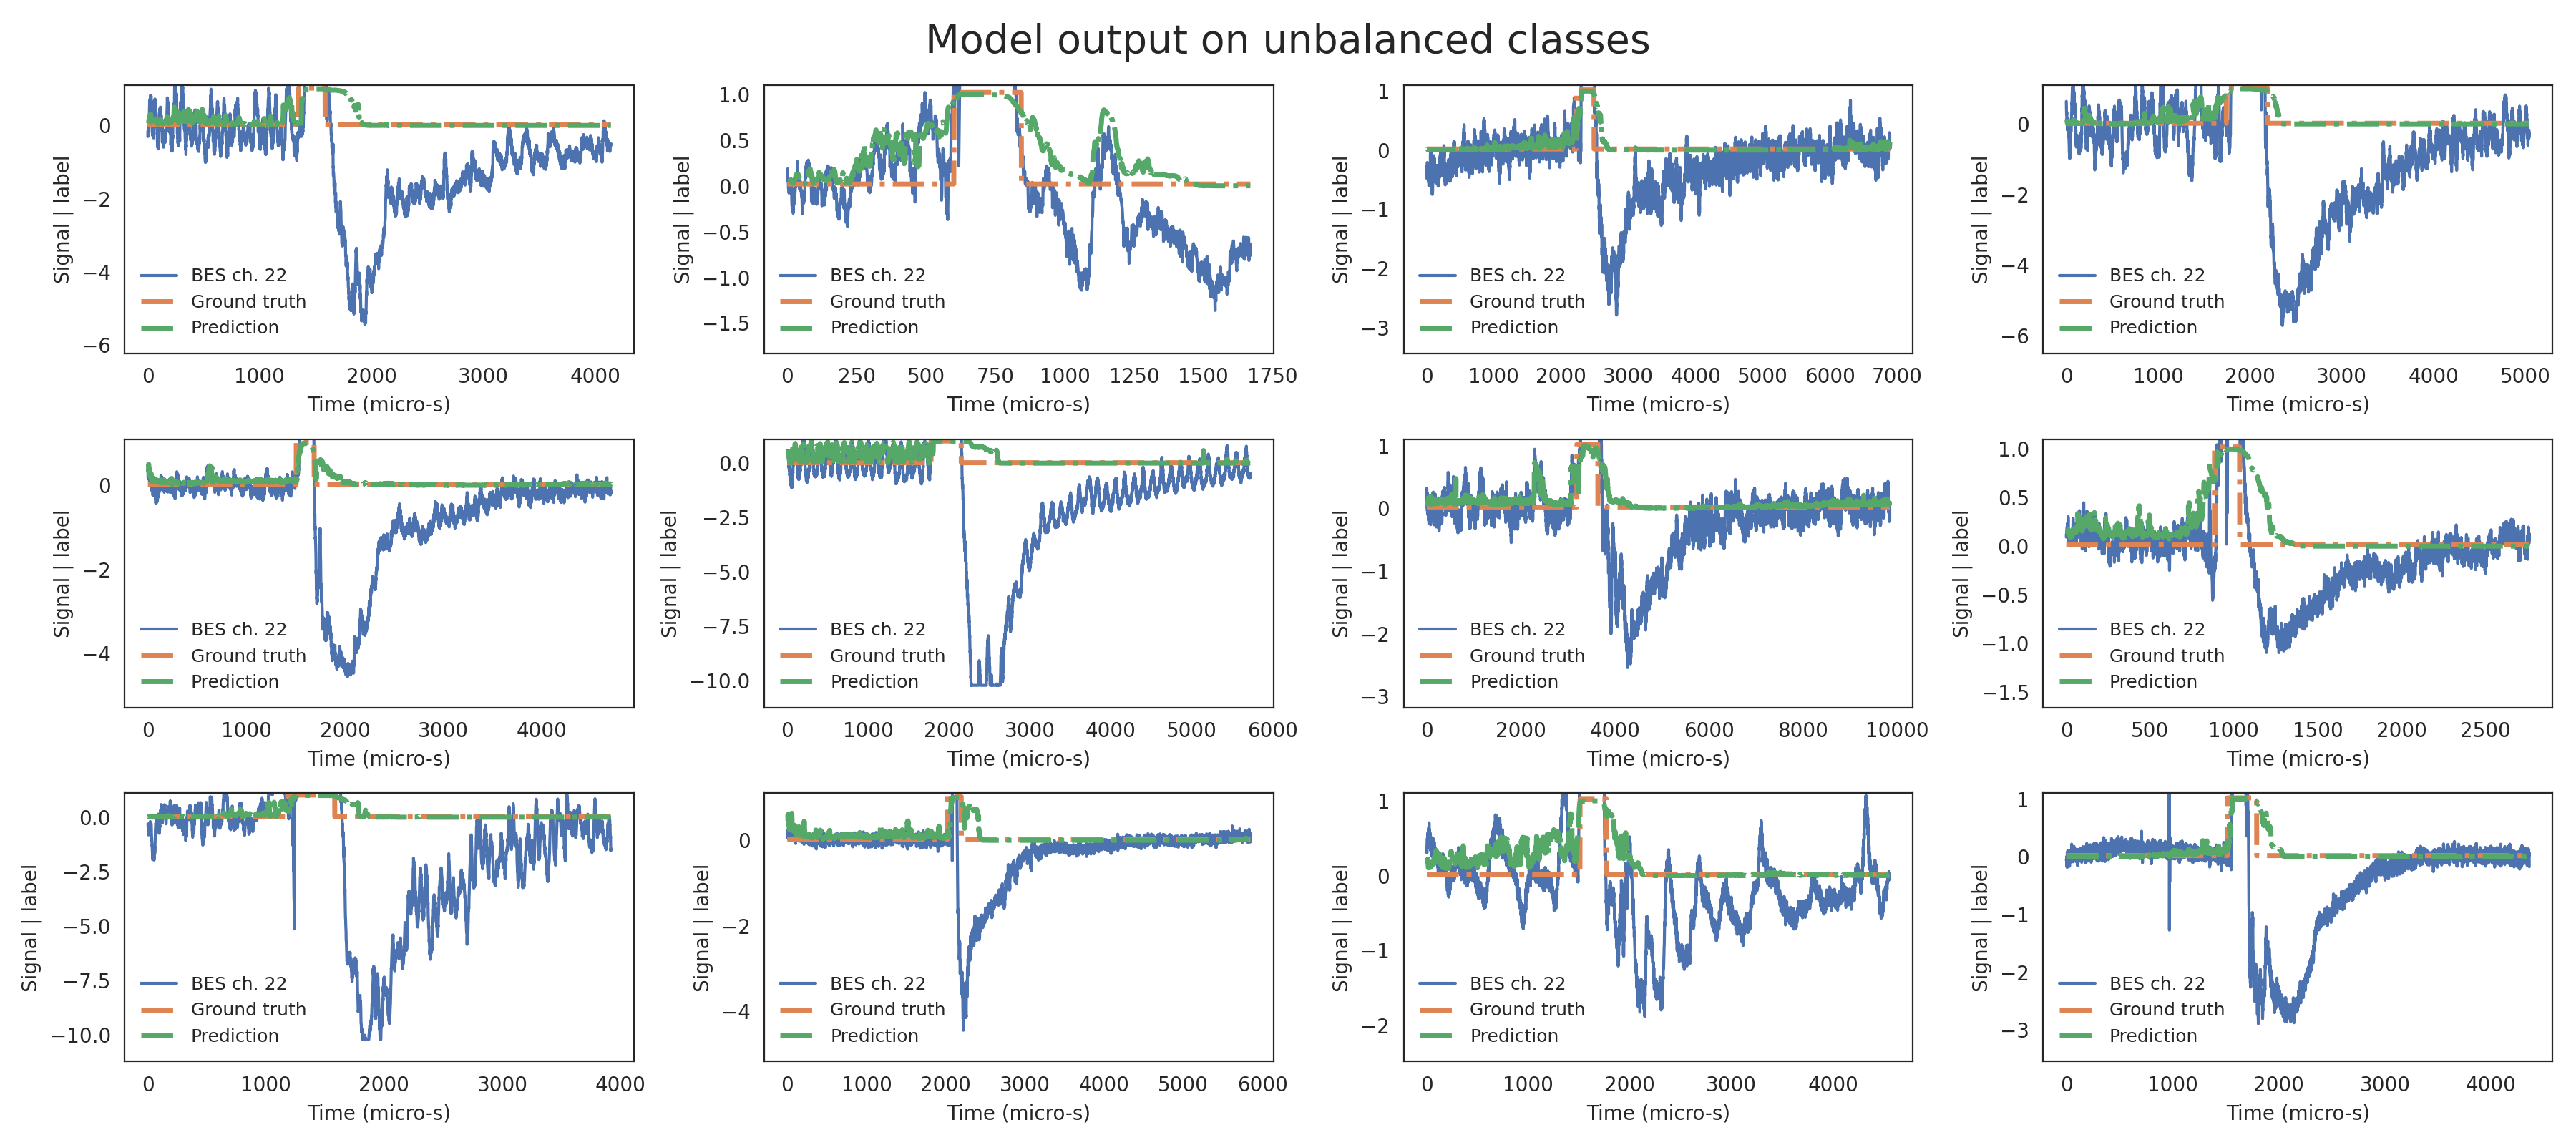 Model output on unbalanced classes
Signal | label
0
−2
−4
−6
BES ch. 22
Ground truth
Prediction
0 1000 2000 3000 4000
Time (micro-s)
Signal | label
1.0
0.5
0.0
−0.5
−1.0
−1.5
BES ch. 22
Ground truth
Prediction
0 250 500 750 1000 1250 1500 1750
Time (micro-s)
Signal | label
1
0
−1
−2
−3
BES ch. 22
Ground truth
Prediction
0 1000 2000 3000 4000 5000 6000 7000
Time (micro-s)
Signal | label
0
−2
−4
−6
BES ch. 22
Ground truth
Prediction
0 1000 2000 3000 4000 5000
Time (micro-s)
Signal | label
0
−2
−4
BES ch. 22
Ground truth
Prediction
0 1000 2000 3000 4000
Time (micro-s)
Signal | label
0.0
−2.5
−5.0
−7.5
−10.0
BES ch. 22
Ground truth
Prediction
0 1000 2000 3000 4000 5000 6000
Time (micro-s)
Signal | label
1
0
−1
−2
−3
BES ch. 22
Ground truth
Prediction
0 2000 4000 6000 8000 10000
Time (micro-s)
Signal | label
1.0
0.5
0.0
−0.5
−1.0
−1.5
BES ch. 22
Ground truth
Prediction
0 500 1000 1500 2000 2500
Time (micro-s)
Signal | label
0.0
−2.5
−5.0
−7.5
−10.0
BES ch. 22
Ground truth
Prediction
0 1000 2000 3000 4000
Time (micro-s)
Signal | label
0
−2
−4
BES ch. 22
Ground truth
Prediction
0 1000 2000 3000 4000 5000 6000
Time (micro-s)
Signal | label
1
0
−1
−2
BES ch. 22
Ground truth
Prediction
0 1000 2000 3000 4000
Time (micro-s)
Signal | label
1
0
−1
−2
−3
BES ch. 22
Ground truth
Prediction
0 1000 2000 3000 4000
Time (micro-s)